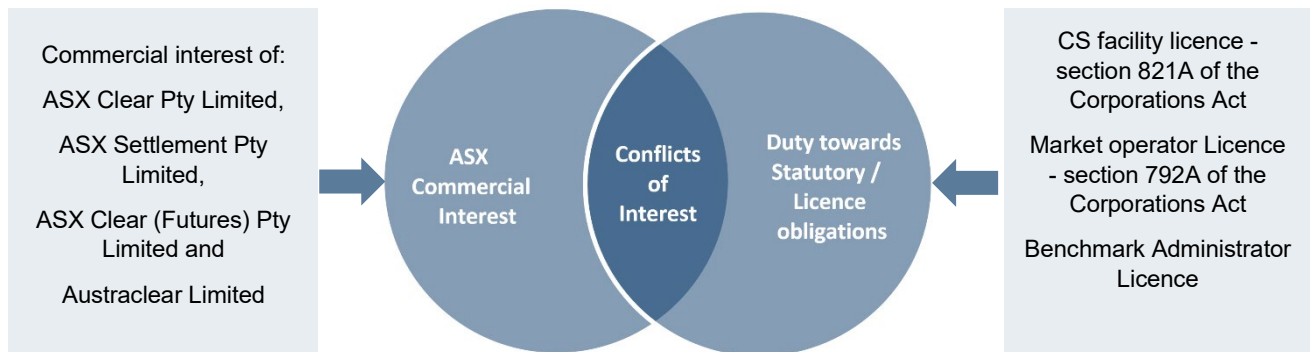 Commercial interest of:
ASX Clear Pty Limited,
ASX Settlement Pty
Limited,
ASX Clear (Futures) Pty
Limited and
Austraclear Limited
ASX
Commercial
Interest
Conflicts
of
Interest
Duty towards
Statutory /
Licence
obligations
CS facility licence -
section 821A of the
Corporations Act
Market operator Licence
- section 792A of the
Corporations Act
Benchmark Administrator
Licence